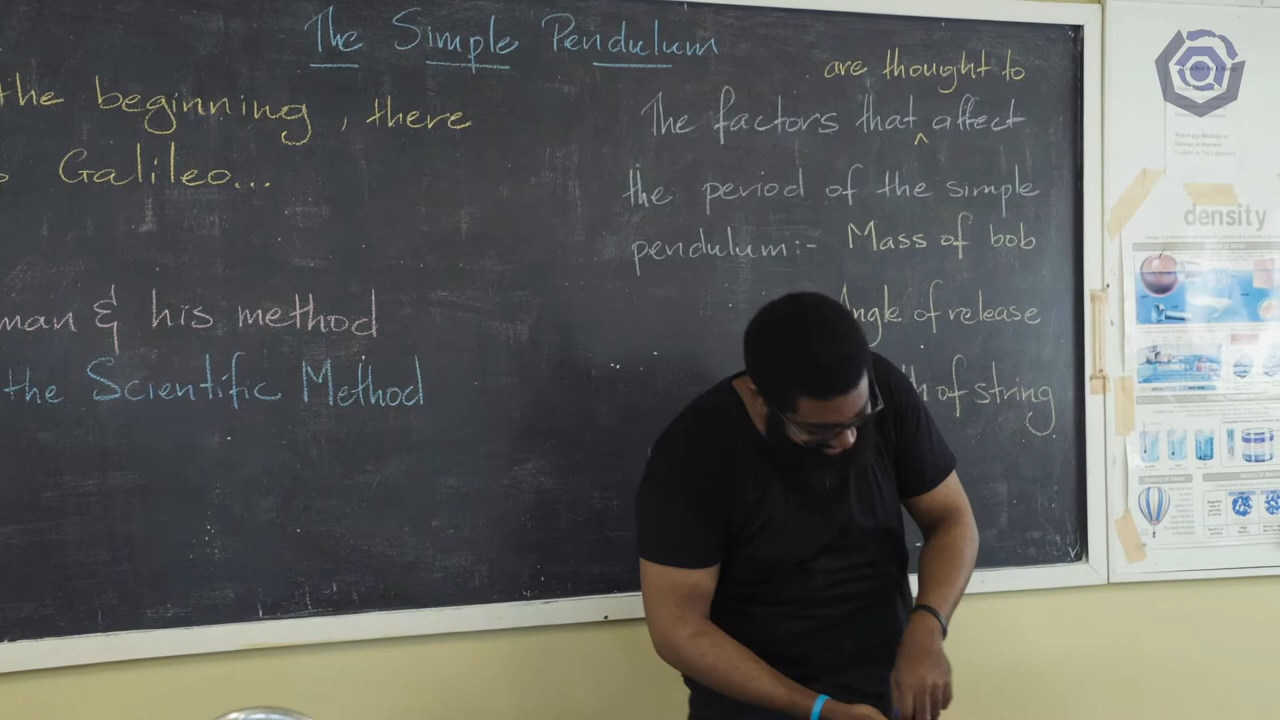 The Simple Pendulum
the beginning, there
Galileo...
man & his method
the Scientific Method
are thought to
The factors that ^ affect
the period of the simple
pendulum:- Mass of bob
Angle of release
of string
density